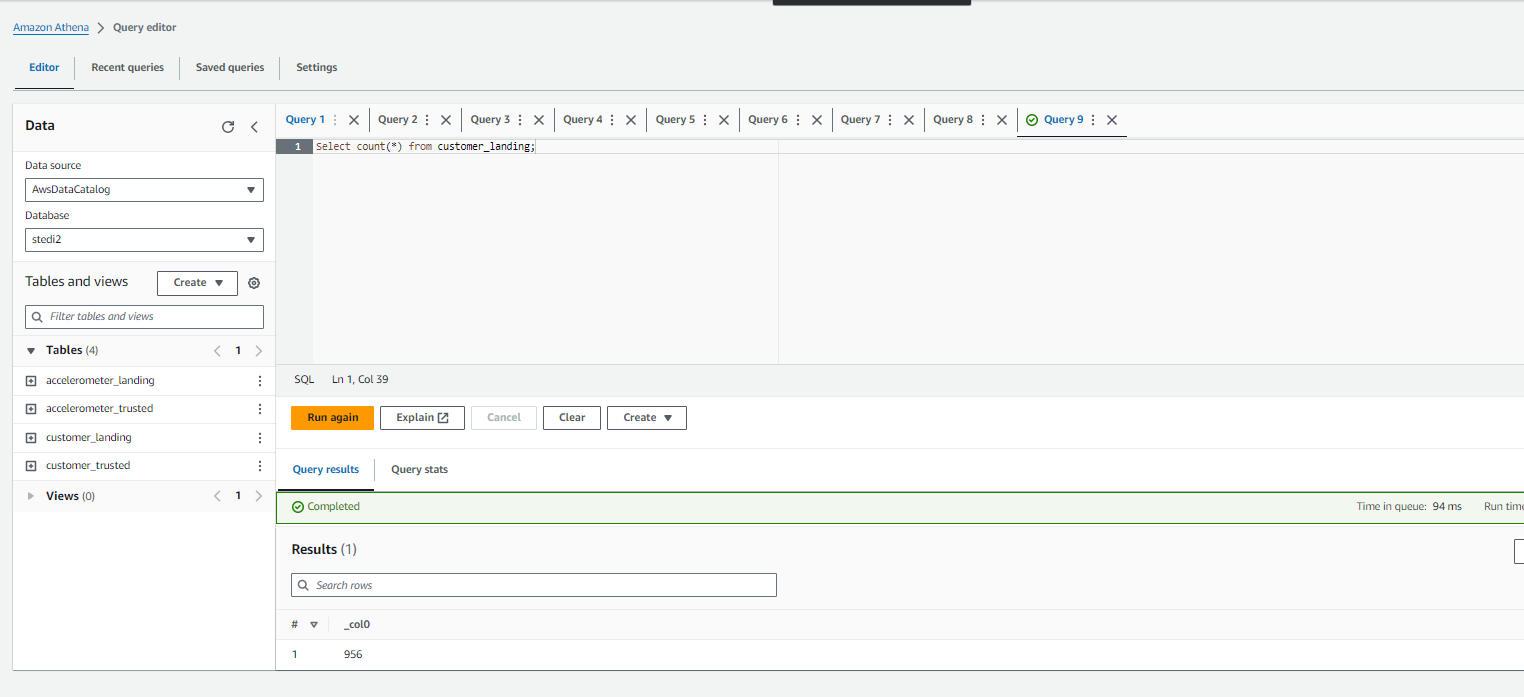 Amazon Athena > Query editor
Editor Recent queries Saved queries Settings
Data
Data source
AwsDataCatalog
Database
stedi2
Tables and views Create
Filter tables and views
Tables (4) 1
accelerometer_landing
accelerometer_trusted
customer_landing
customer_trusted
Views (0) 1
Query 1 Query 2 Query 3 Query 4 Query 5 Query 6 Query 7 Query 8 Query 9
1 Select count(*) from customer_landing;
SQL Ln 1, Col 39
Run again Explain Cancel Clear Create
Query results Query stats
Completed Time in queue: 94 ms Run time
Results (1)
Search rows
# _col0
1 956